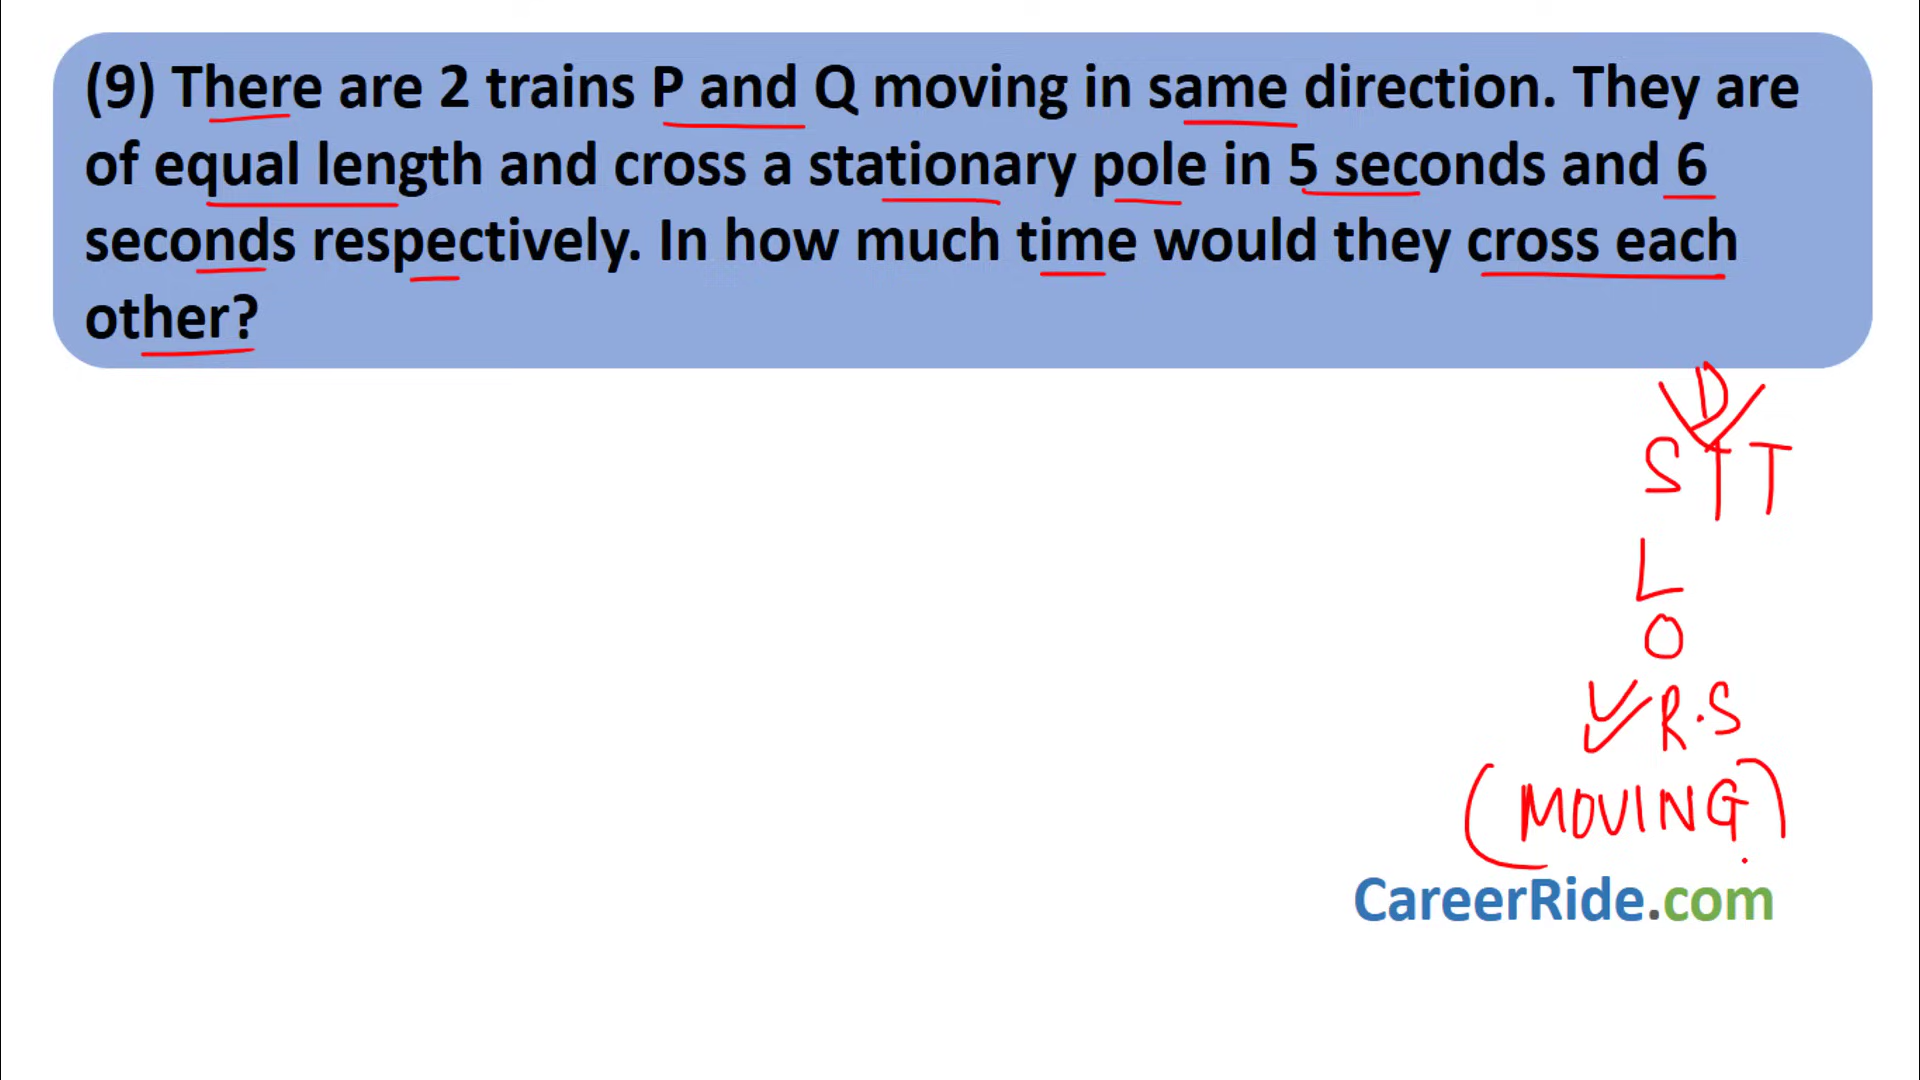 (9) There are 2 trains P and Q moving in same direction. They are
of equal length and cross a stationary pole in 5 seconds and 6
seconds respectively. In how much time would they cross each
other?
D
S T
L
O
R.S
(MOVING)
CareerRide.com